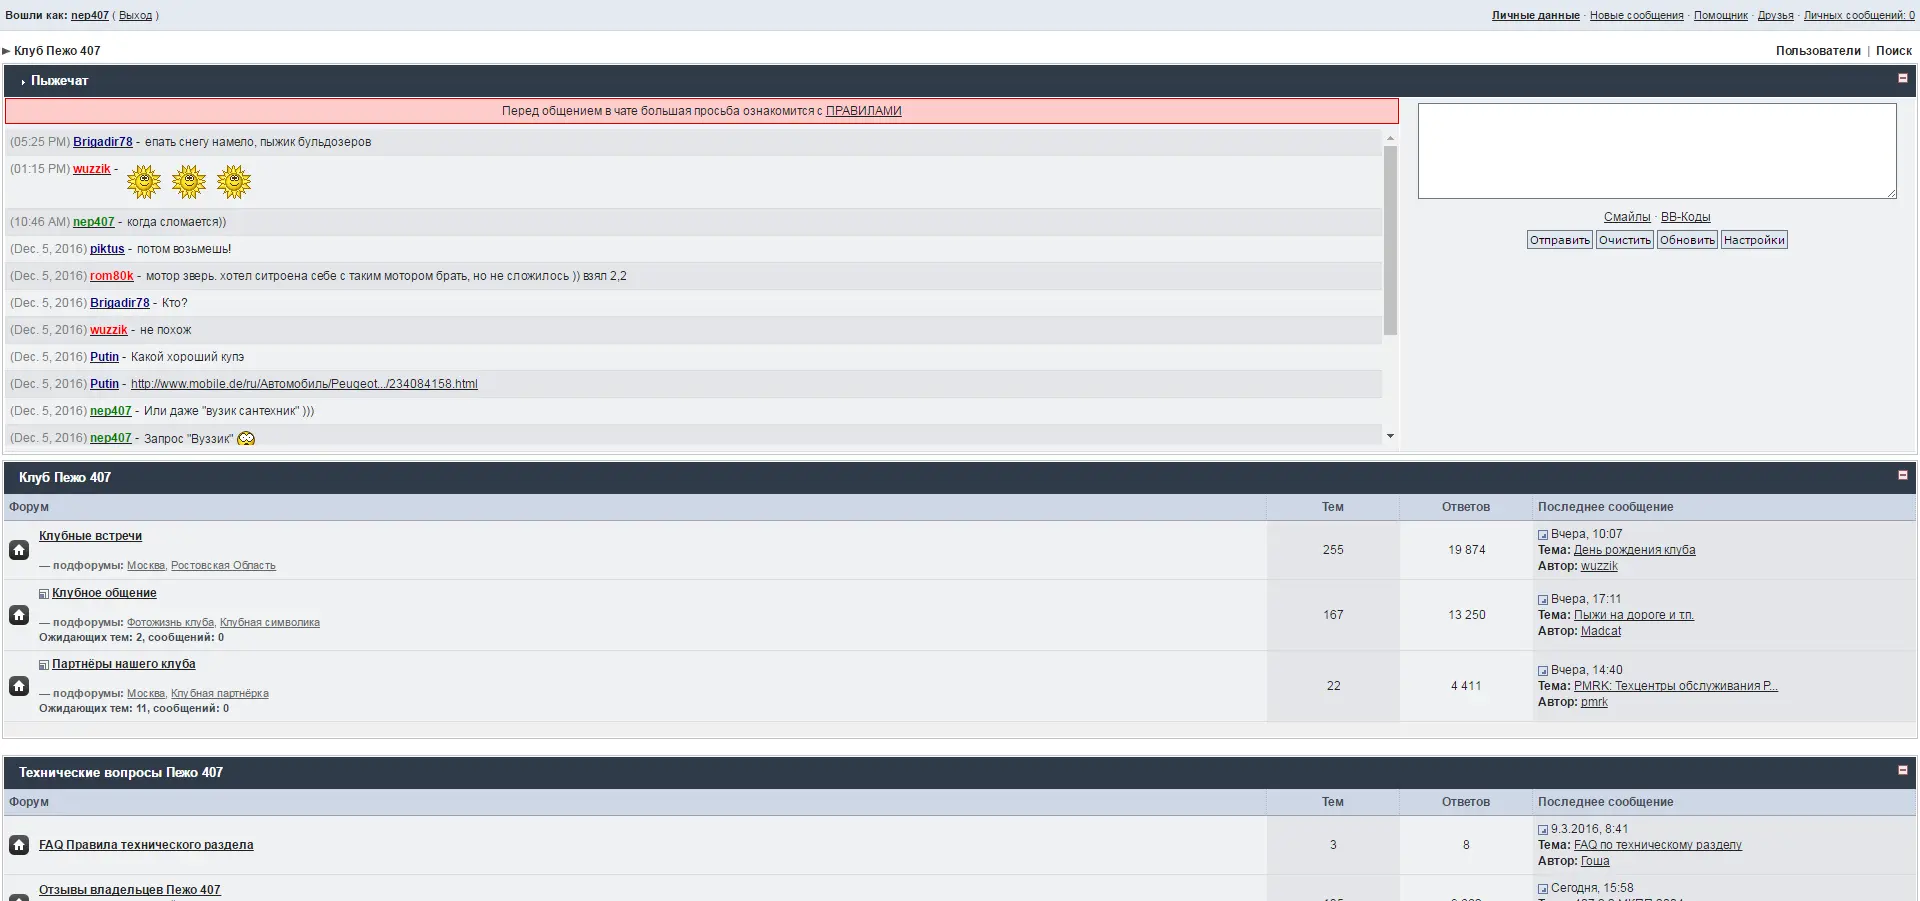 Вошли как: nep407 ( Выход )
Личные данные · Новые сообщения · Помощник · Друзья · Личных сообщений: 0
Клуб Пежо 407
Пользователи | Поиск
Пыжечат
Перед общением в чате большая просьба ознакомится с ПРАВИЛАМИ
(05:25 PM) Brigadir78 - епать снегу намело, пыжик бульдозеров
(01:15 PM) wuzzik -
(10:46 AM) nep407 - когда сломается))
(Dec. 5, 2016) piktus - потом возьмешь!
(Dec. 5, 2016) rom80k - мотор зверь. хотел ситроена себе с таким мотором брать, но не сложилось )) взял 2,2
(Dec. 5, 2016) Brigadir78 - Кто?
(Dec. 5, 2016) wuzzik - не похож
(Dec. 5, 2016) Putin - Какой хороший купэ
(Dec. 5, 2016) Putin - http://www.mobile.de/ru/Автомобиль/Peugeot.../234084158.html
(Dec. 5, 2016) nep407 - Или даже "вузик сантехник" )))
(Dec. 5, 2016) nep407 - Запрос "Вуззик"
Смайлы · BB-Коды
Отправить Очистить Обновить Настройки
Клуб Пежо 407
Форум Тем Ответов Последнее сообщение
Клубные встречи
— подфорумы: Москва, Ростовская Область
255 19 874
Вчера, 10:07
Тема: День рождения клуба
Автор: wuzzik
Клубное общение
— подфорумы: Фотожизнь клуба, Клубная символика
Ожидающих тем: 2, сообщений: 0
167 13 250
Вчера, 17:11
Тема: Пыжи на дороге и т.п.
Автор: Madcat
Партнёры нашего клуба
— подфорумы: Москва, Клубная партнёрка
Ожидающих тем: 11, сообщений: 0
22 4 411
Вчера, 14:40
Тема: PMRK: Техцентры обслуживания P...
Автор: pmrk
Технические вопросы Пежо 407
Форум Тем Ответов Последнее сообщение
FAQ Правила технического раздела
3 8
9.3.2016, 8:41
Тема: FAQ по техническому разделу
Автор: Гоша
Отзывы владельцев Пежо 407
Сегодня, 15:58